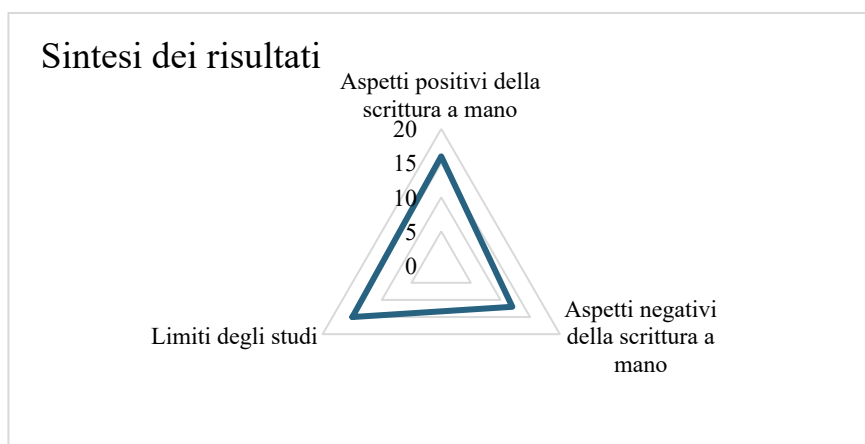 Sintesi dei risultati
Aspetti positivi della
scrittura a mano
20
15
10
5
0
Limiti degli studi
Aspetti negativi
della scrittura a
mano